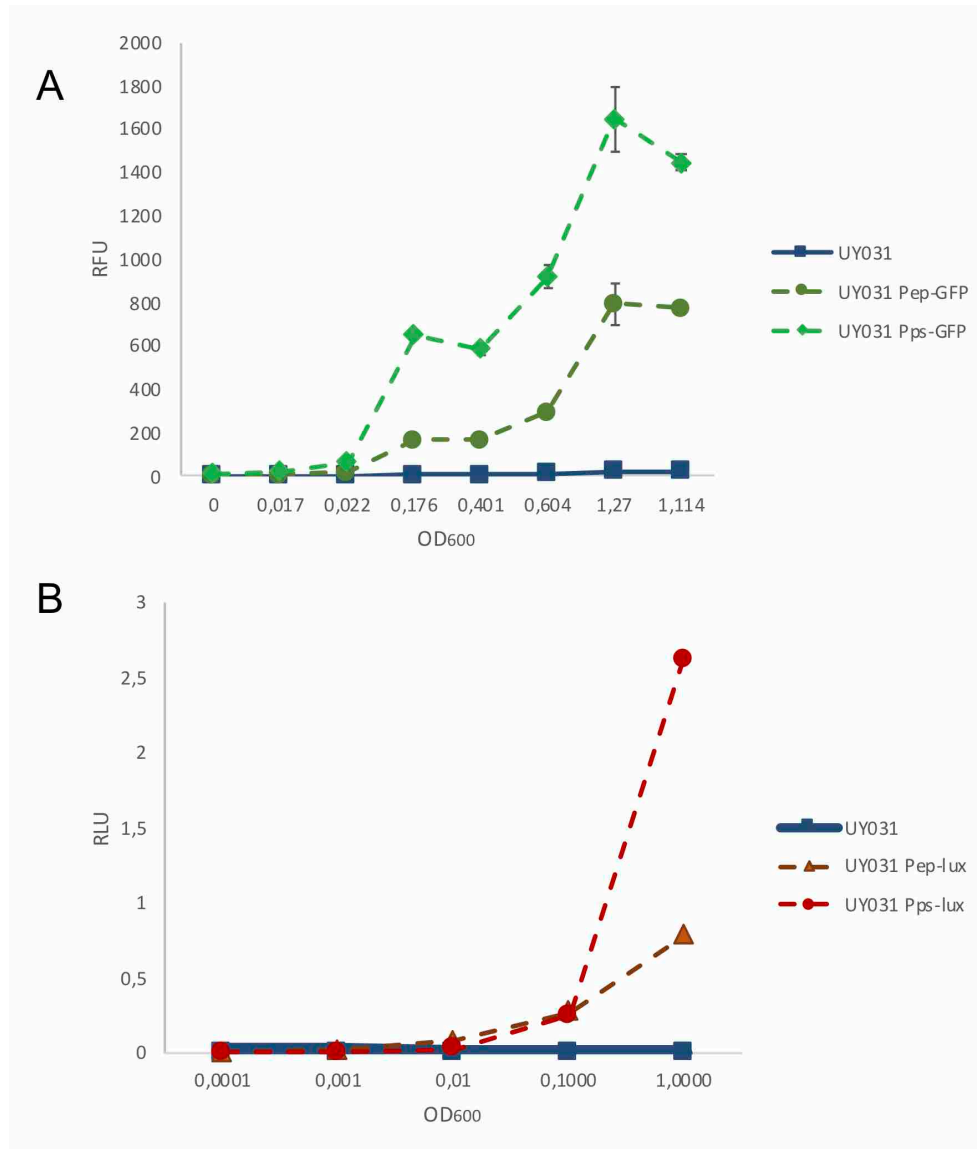 A
2000
1800
1600
1400
1200
1000
800
600
400
200
0
RFU
0 0,017 0,022 0,176 0,401 0,604 1,27 1,114
OD600
UY031
UY031 Pep-GFP
UY031 Pps-GFP
B
3
2,5
2
1,5
1
0,5
0
RLU
0,0001 0,001 0,01 0,1000 1,0000
OD600
UY031
UY031 Pep-lux
UY031 Pps-lux